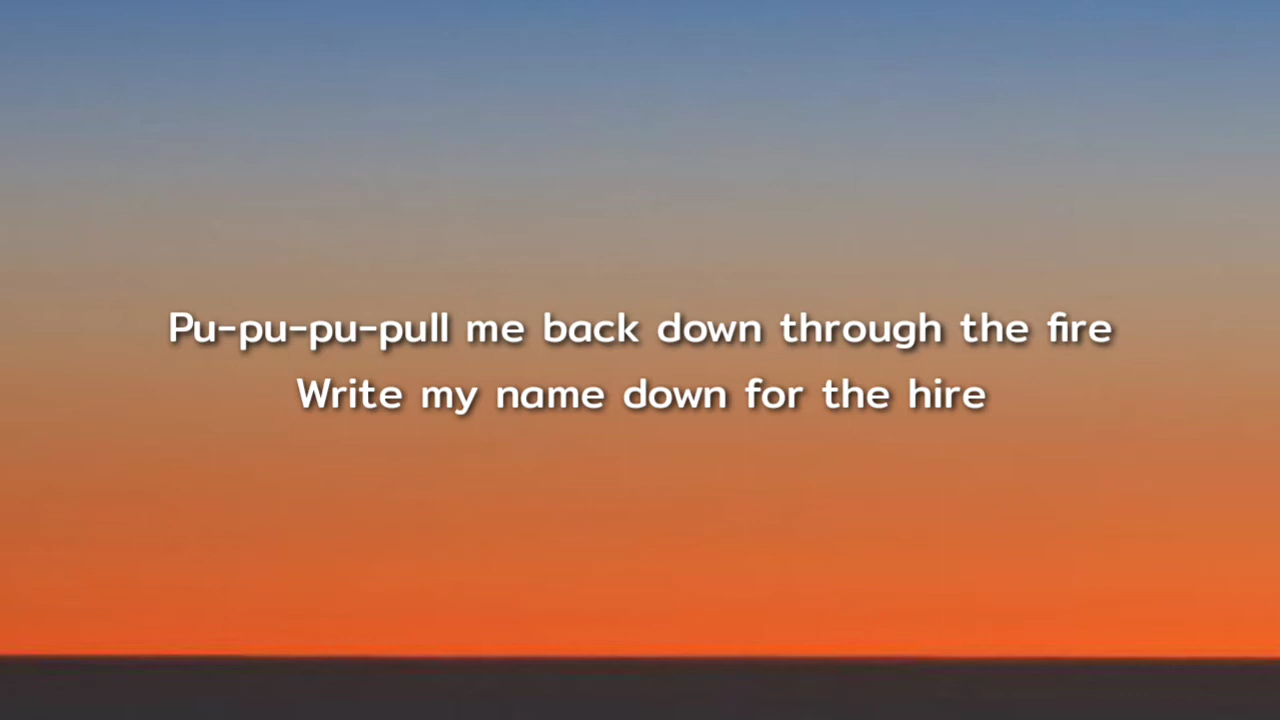 Pu-pu-pu-pull me back down through the fire
Write my name down for the hire